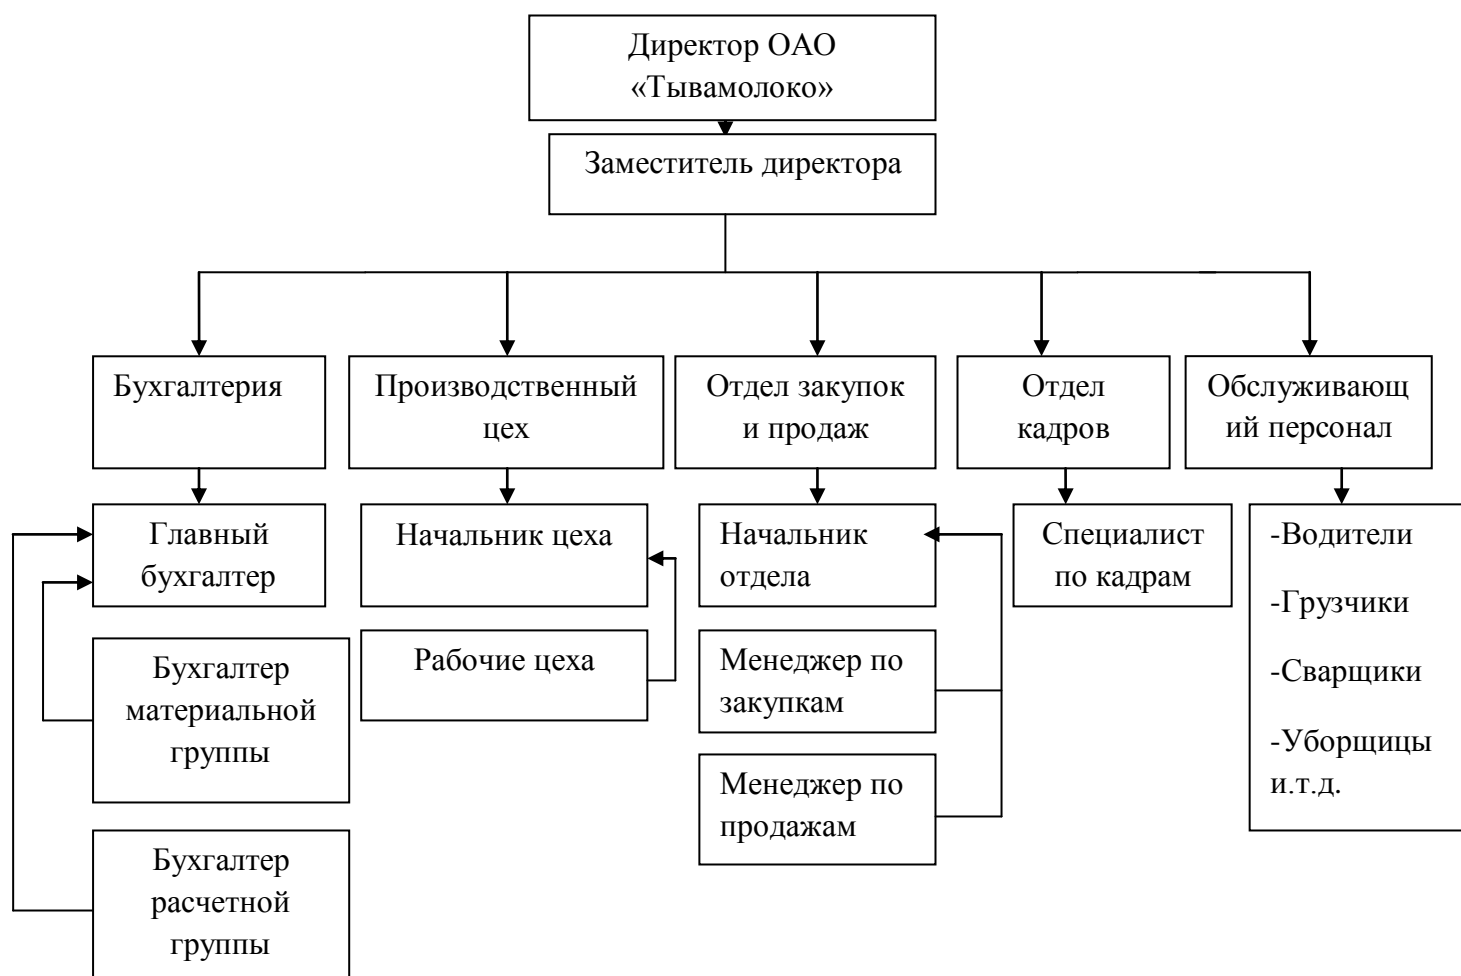 Директор ОАО
«Тывамолоко»
Заместитель директора
Бухгалтерия
Производственный
цех
Отдел закупок
и продаж
Отдел
кадров
Обслуживающ
ий персонал
Главный
бухгалтер
Начальник цеха
Начальник
отдела
Специалист
по кадрам
-Водители
-Грузчики
-Сварщики
-Уборщицы
и.т.д.
Бухгалтер
материальной
группы
Рабочие цеха
Менеджер по
закупкам
Менеджер по
продажам
Бухгалтер
расчетной
группы